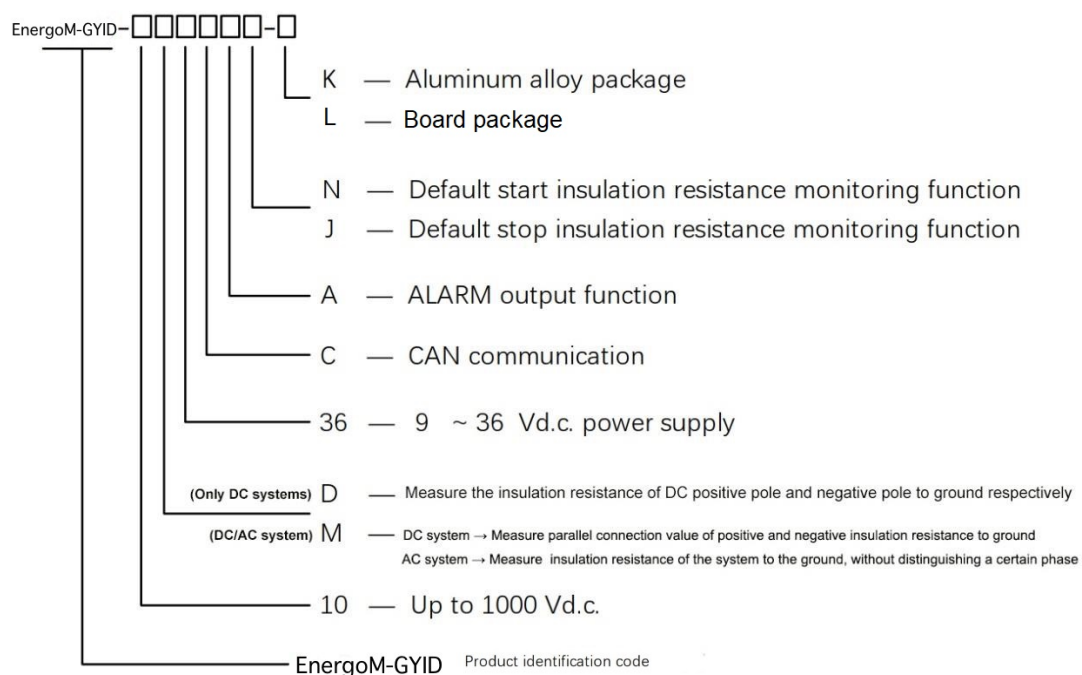 EnergoM-GYID-□□□□□□-□
K — Aluminum alloy package
L — Board package
N — Default start insulation resistance monitoring function
J — Default stop insulation resistance monitoring function
A — ALARM output function
C — CAN communication
36 — 9 ~ 36 Vd.c. power supply
(Only DC systems) D — Measure the insulation resistance of DC positive pole and negative pole to ground respectively
(DC/AC system) M — DC system → Measure parallel connection value of positive and negative insulation resistance to ground
AC system → Measure insulation resistance of the system to the ground, without distinguishing a certain phase
10 — Up to 1000 Vd.c.
EnergoM-GYID Product identification code